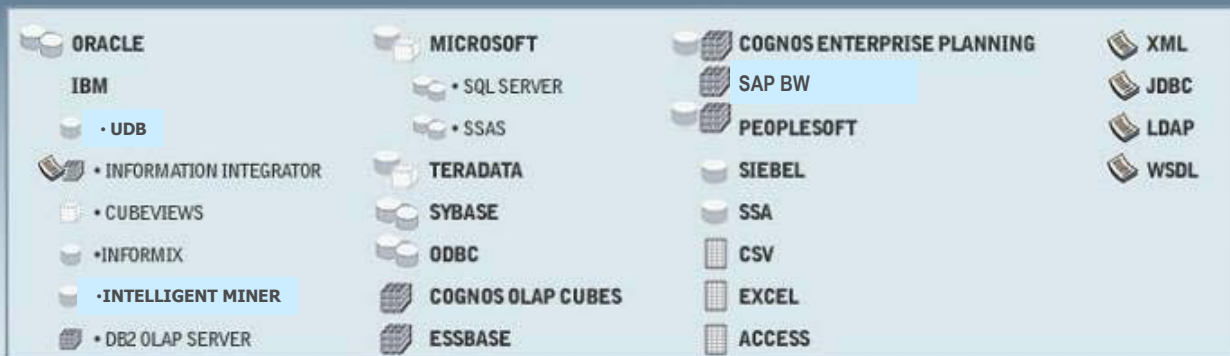 ORACLE
IBM
· UDB
• INFORMATION INTEGRATOR
• CUBEVIEWS
•INFORMIX
·INTELLIGENT MINER
• DB2 OLAP SERVER
MICROSOFT
• SQL SERVER
• SSAS
TERADATA
SYBASE
ODBC
COGNOS OLAP CUBES
ESSBASE
COGNOS ENTERPRISE PLANNING
SAP BW
PEOPLESOFT
SIEBEL
SSA
CSV
EXCEL
ACCESS
XML
JDBC
LDAP
WSDL